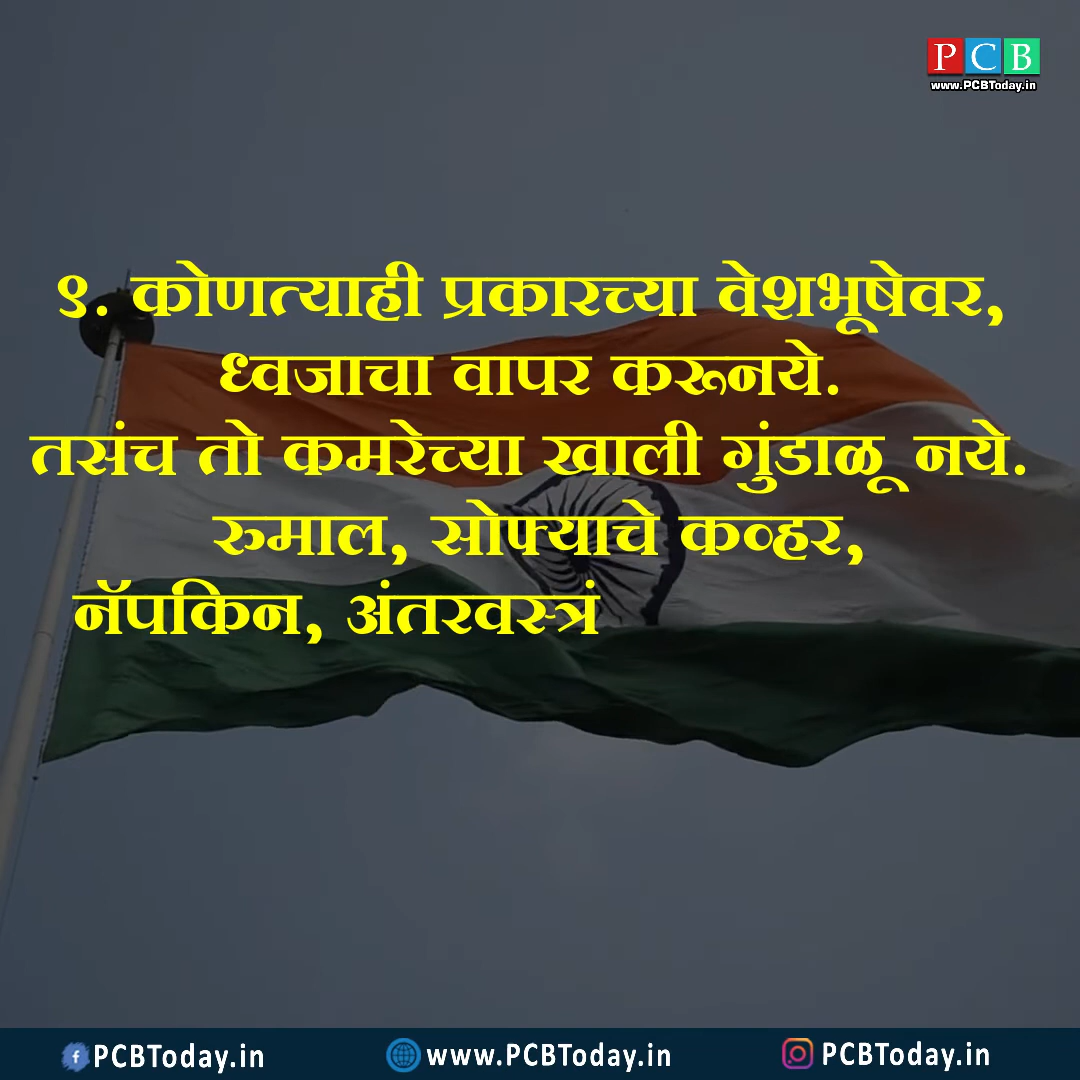 PCB
www.PCBToday.in
९. कोणत्याही प्रकारच्या वेशभूषेवर,
ध्वजाचा वापर करूनये.
तसंच तो कमरेच्या खाली गुंडाळू नये.
रुमाल, सोफ्याचे कव्हर,
नॅपकिन, अंतरवस्त्रं
PCBToday.in www.PCBToday.in PCBToday.in